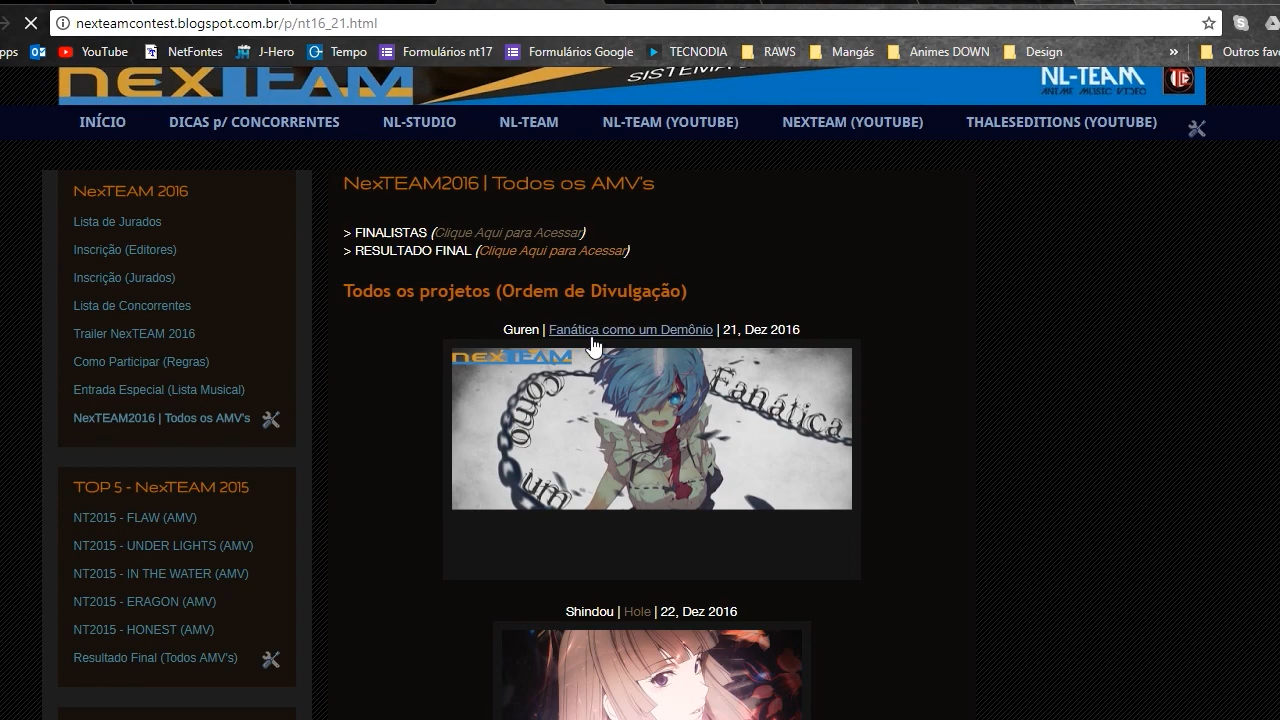 nexteamcontest.blogspot.com.br/p/nt16_21.html
pps YouTube NetFontes J-Hero Tempo Formulários nt17 Formulários Google TECNODIA RAWS Mangás Animes DOWN Design » Outros fav
NEXTEAM
SISTEMA
NL-TEAM
ANIME MUSIC VIDEO
INÍCIO DICAS p/ CONCORRENTES NL-STUDIO NL-TEAM NL-TEAM (YOUTUBE) NEXTEAM (YOUTUBE) THALESEDITIONS (YOUTUBE)
NexTEAM 2016
Lista de Jurados
Inscrição (Editores)
Inscrição (Jurados)
Lista de Concorrentes
Trailer NexTEAM 2016
Como Participar (Regras)
Entrada Especial (Lista Musical)
NexTEAM2016 | Todos os AMV's
TOP 5 - NexTEAM 2015
NT2015 - FLAW (AMV)
NT2015 - UNDER LIGHTS (AMV)
NT2015 - IN THE WATER (AMV)
NT2015 - ERAGON (AMV)
NT2015 - HONEST (AMV)
Resultado Final (Todos AMV's)
NexTEAM2016 | Todos os AMV's
> FINALISTAS (Clique Aqui para Acessar)
> RESULTADO FINAL (Clique Aqui para Acessar)
Todos os projetos (Ordem de Divulgação)
Guren | Fanática como um Demônio | 21, Dez 2016
NEXTEAM
Fanática
Como
um
Shindou | Hole | 22, Dez 2016